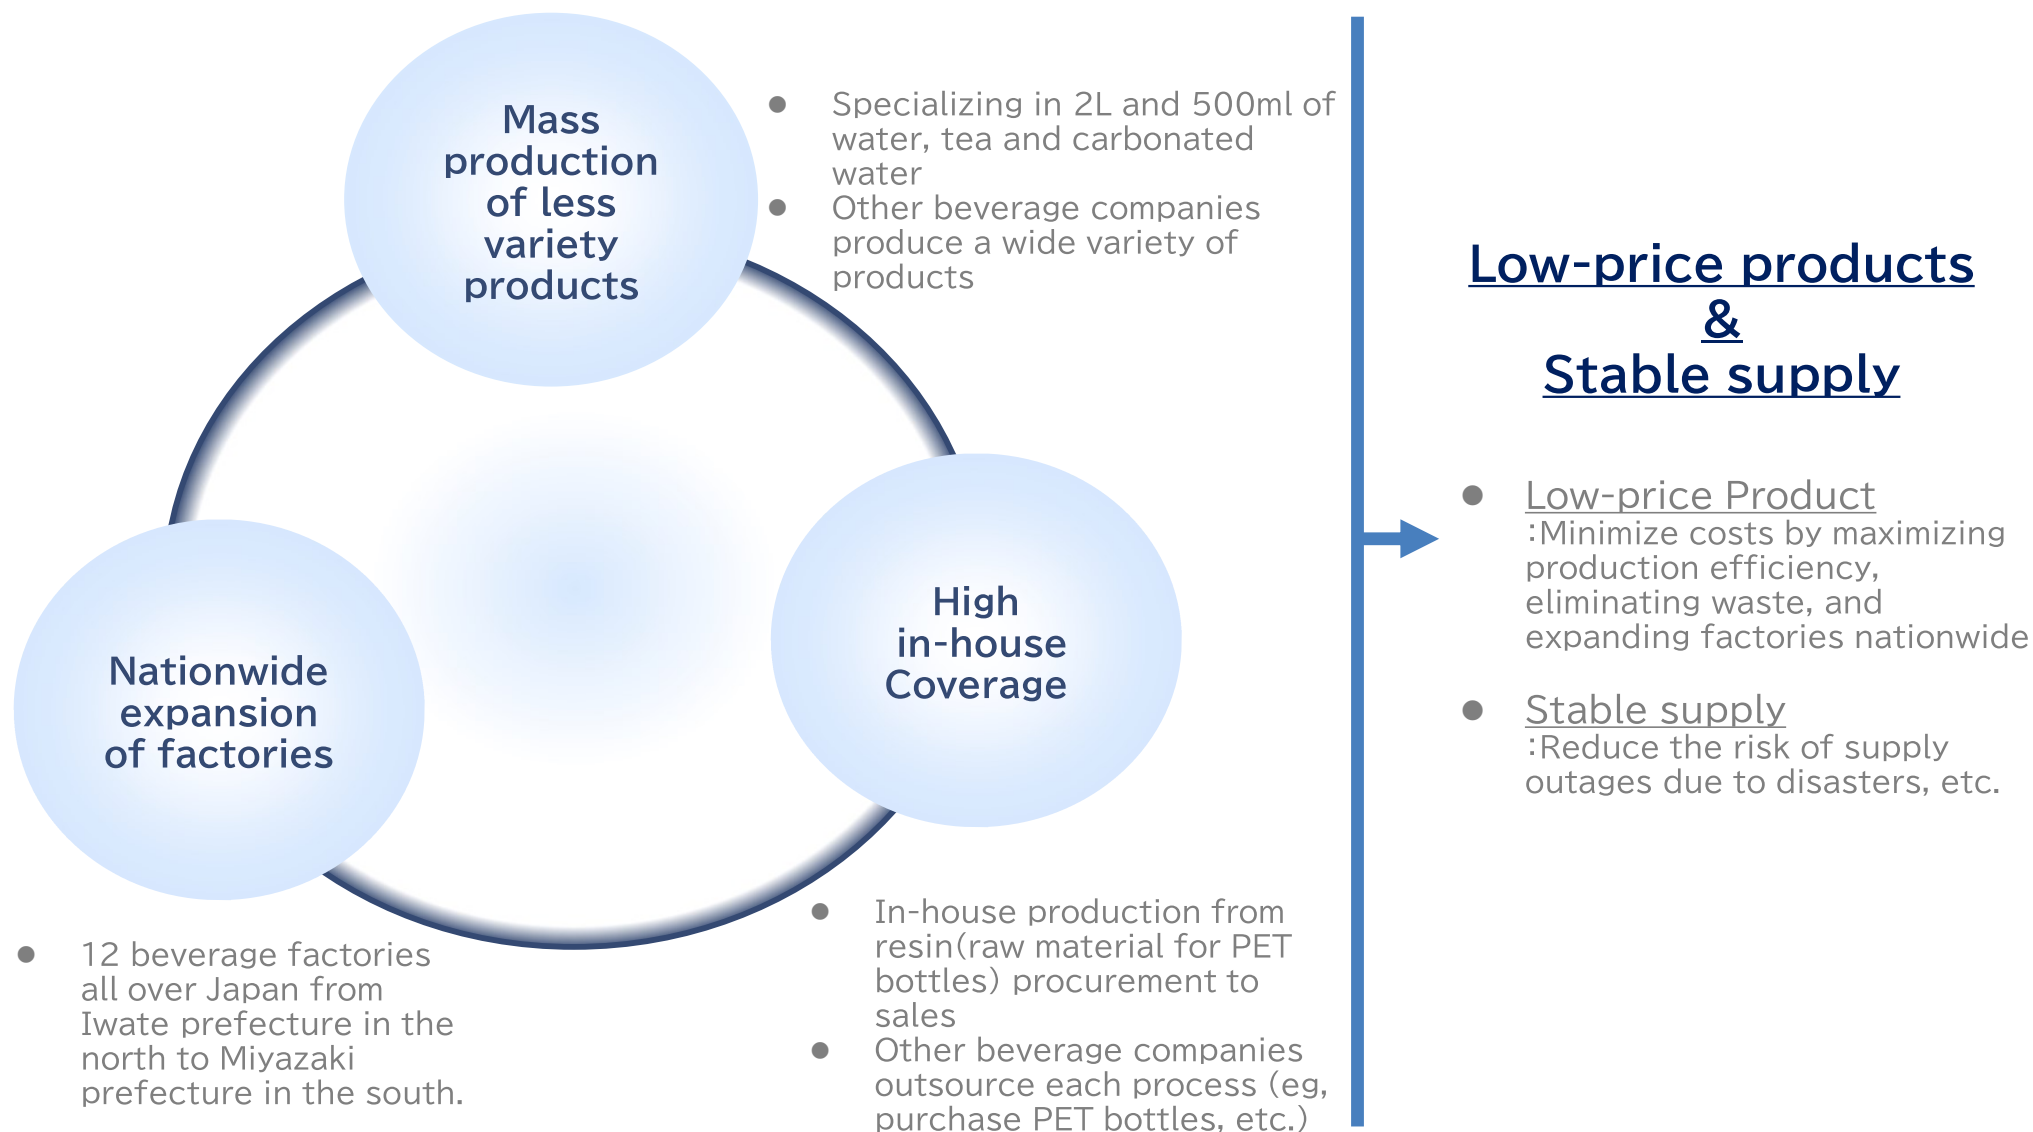 Mass
production
of less
variety
products
● Specializing in 2L and 500ml of
water, tea and carbonated
water
● Other beverage companies
produce a wide variety of
products
High
in-house
Coverage
● In-house production from
resin(raw material for PET
bottles) procurement to
sales
● Other beverage companies
outsource each process (eg,
purchase PET bottles, etc.)
Nationwide
expansion
of factories
● 12 beverage factories
all over Japan from
Iwate prefecture in the
north to Miyazaki
prefecture in the south.
Low-price products
&
Stable supply
● Low-price Product
:Minimize costs by maximizing
production efficiency,
eliminating waste, and
expanding factories nationwide
● Stable supply
:Reduce the risk of supply
outages due to disasters, etc.